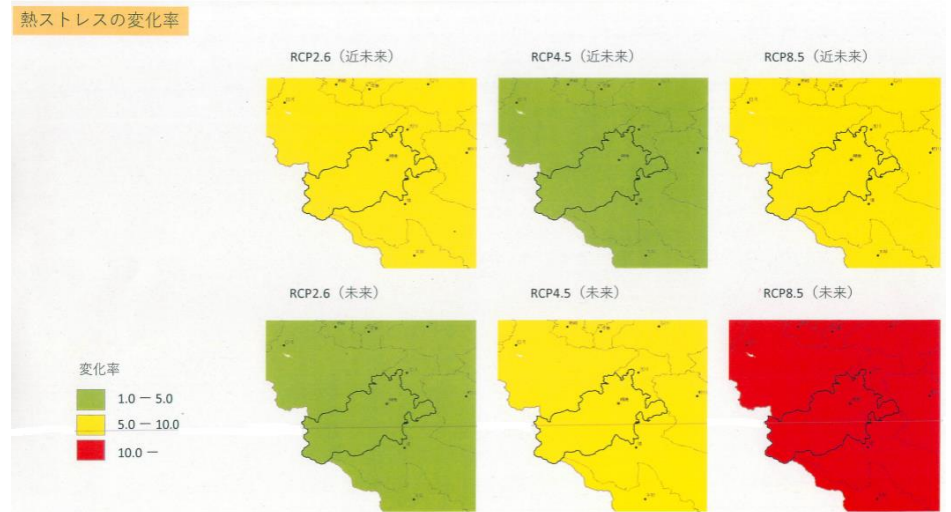 熱ストレスの変化率
RCP2.6（近未来）
RCP4.5（近未来）
RCP8.5（近未来）
RCP2.6（未来）
RCP4.5（未来）
RCP8.5（未来）
変化率
1.0 － 5.0
5.0 － 10.0
10.0 －